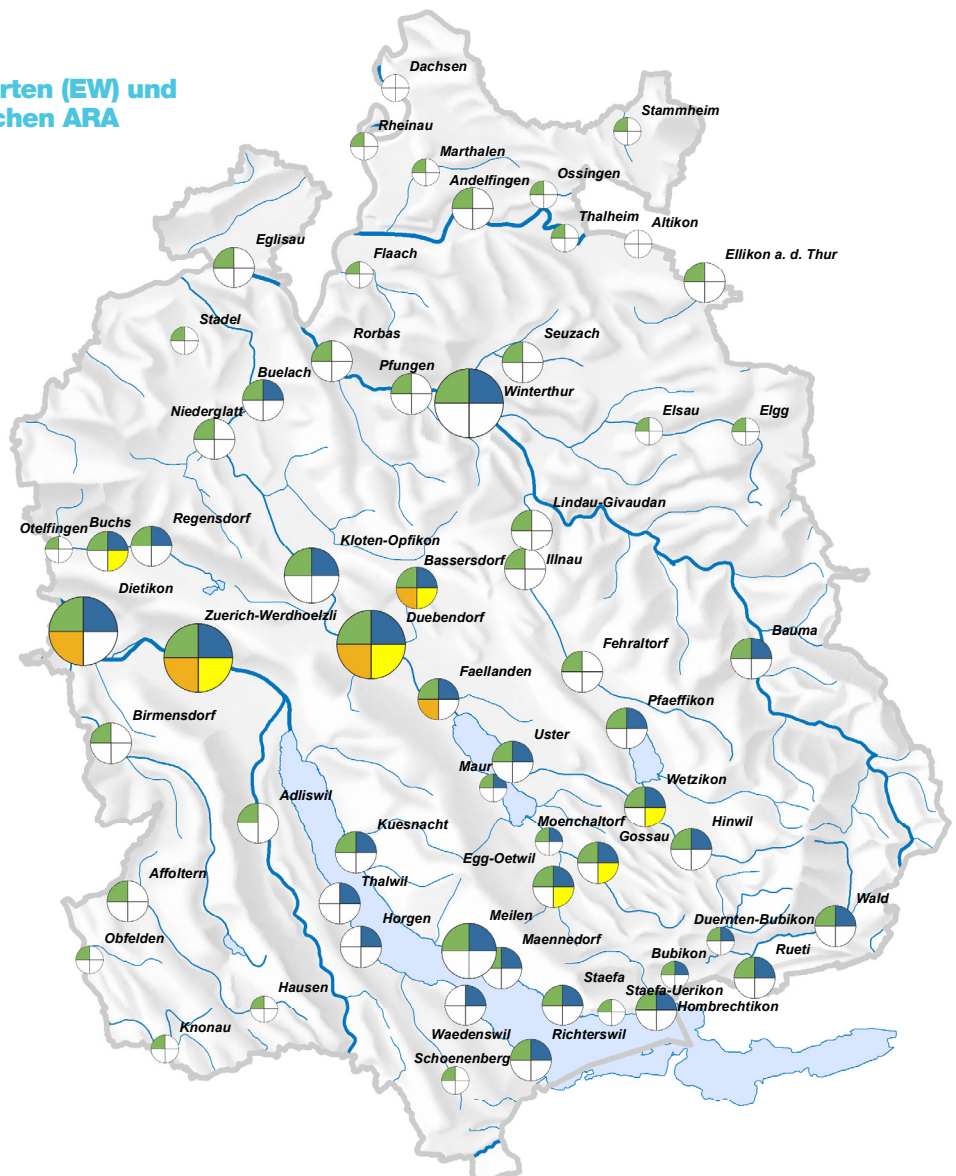 rten (EW) und
chen ARA
Dachsen
Stammheim
Rheinau
Marthalen
Ossingen
Andelfingen
Thalheim
Altikon
Eglisau
Flaach
Ellikon a. d. Thur
Stadel
Rorbas
Seuzach
Buelach
Pfungen
Winterthur
Niederglatt
Elsau
Elgg
Lindau-Givaudan
Otelfingen
Buchs
Regensdorf
Kloten-Opfikon
Bassersdorf
Illnau
Dietikon
Zuerich-Werdhoelzli
Duebendorf
Bauma
Fehraltorf
Faellanden
Pfaeffikon
Birmensdorf
Uster
Maur
Wetzikon
Adliswil
Kuesnacht
Moenchaltorf
Gossau
Hinwil
Egg-Oetwil
Affoltern
Thalwil
Wald
Horgen
Meilen
Duernten-Bubikon
Obfelden
Maennedorf
Bubikon
Rueti
Hausen
Staefa
Staefa-Uerikon
Hombrechtikon
Knonau
Waedenswil
Richterswil
Schoenenberg